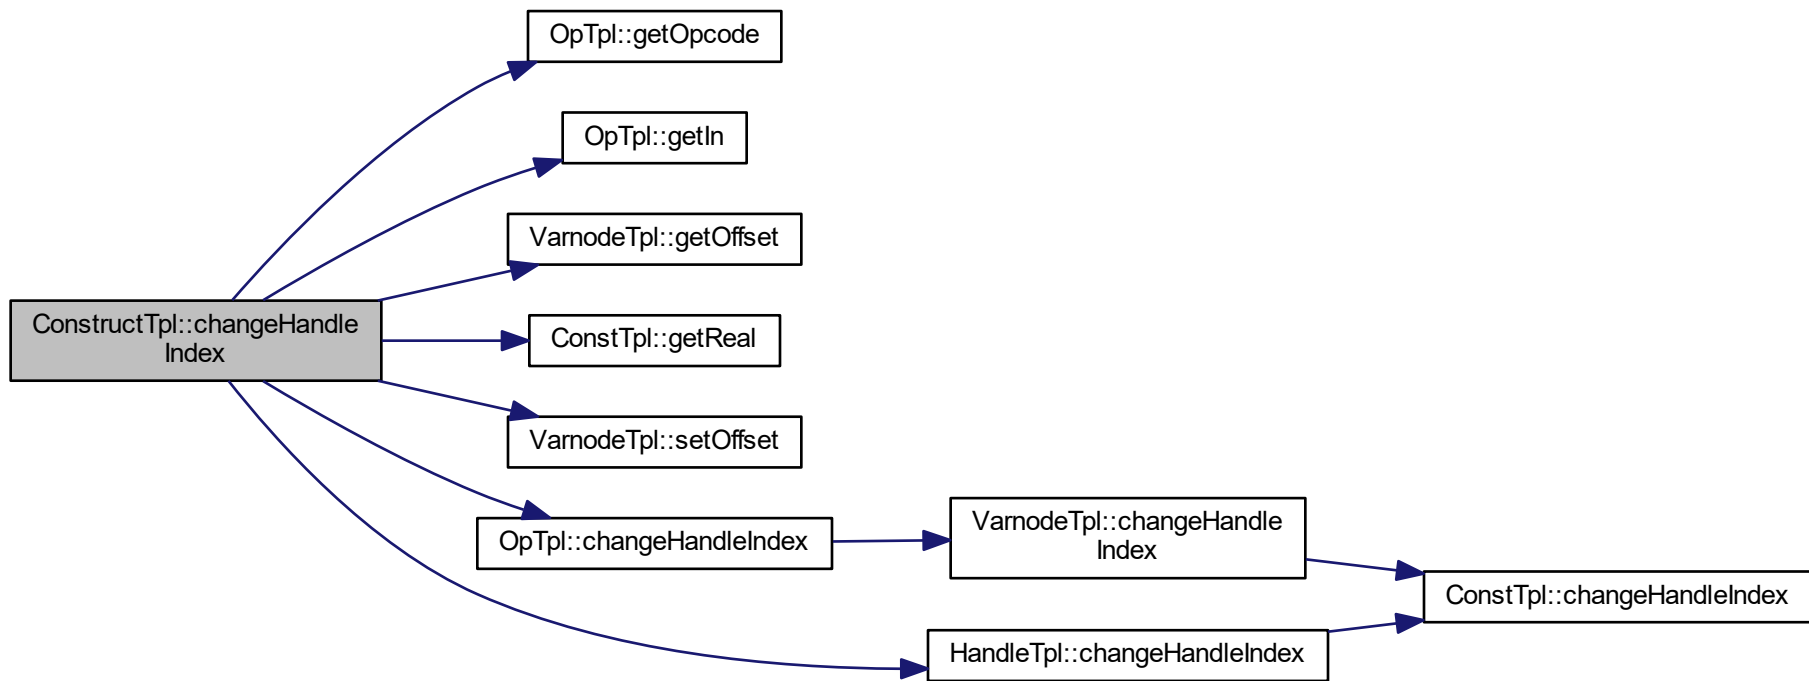 OpTpl::getOpcode
OpTpl::getIn
VarnodeTpl::getOffset
ConstructTpl::changeHandle
Index
ConstTpl::getReal
VarnodeTpl::setOffset
OpTpl::changeHandleIndex
VarnodeTpl::changeHandle
Index
ConstTpl::changeHandleIndex
HandleTpl::changeHandleIndex